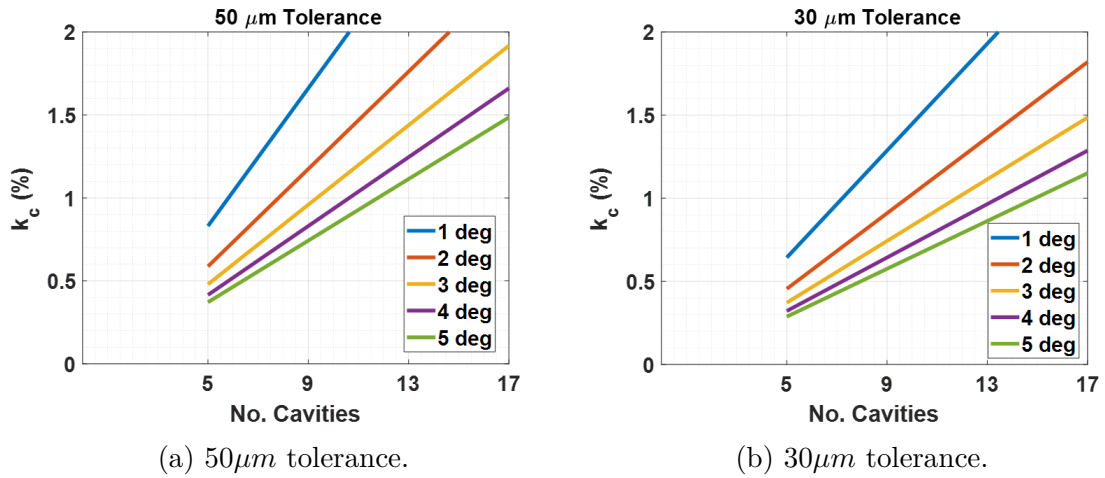 50 μm Tolerance
2
1.5
1
0.5
0
k_c (%)
5
9
13
17
No. Cavities
1 deg
2 deg
3 deg
4 deg
5 deg
(a) 50μm tolerance.
30 μm Tolerance
2
1.5
1
0.5
0
k_c (%)
5
9
13
17
No. Cavities
1 deg
2 deg
3 deg
4 deg
5 deg
(b) 30μm tolerance.